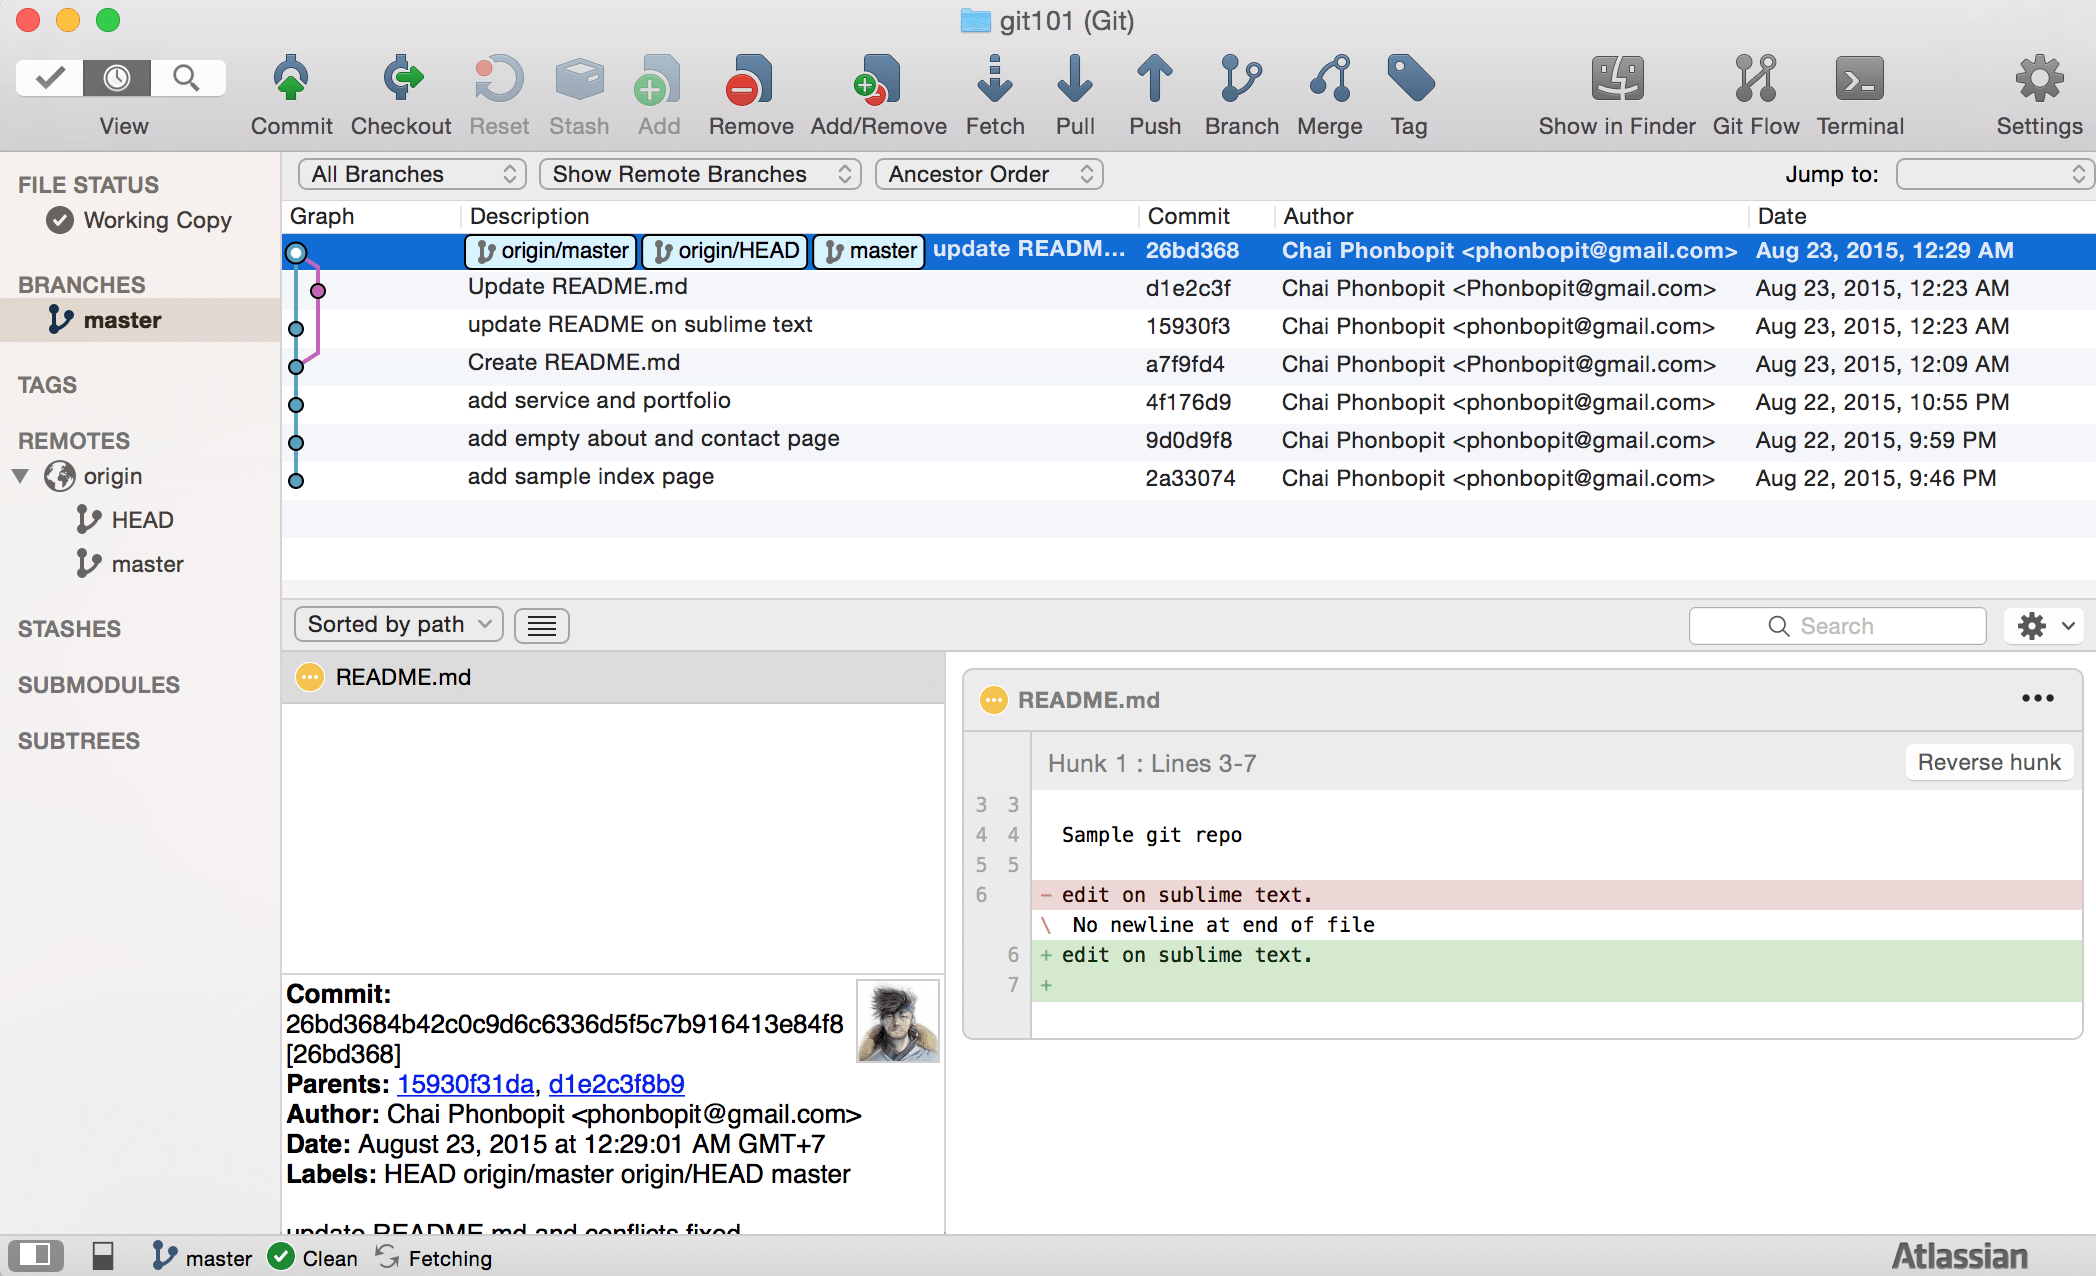 git101 (Git)
View
Commit
Checkout
Reset
Stash
Add
Remove
Add/Remove
Fetch
Pull
Push
Branch
Merge
Tag
Show in Finder
Git Flow
Terminal
Settings
FILE STATUS
Working Copy
BRANCHES
master
TAGS
REMOTES
origin
HEAD
master
STASHES
SUBMODULES
SUBTREES
All Branches
Show Remote Branches
Ancestor Order
Jump to:
Graph Description Commit Author Date
origin/master origin/HEAD master update READM... 26bd368 Chai Phonbopit <phonbopit@gmail.com> Aug 23, 2015, 12:29 AM
Update README.md d1e2c3f Chai Phonbopit <Phonbopit@gmail.com> Aug 23, 2015, 12:23 AM
update README on sublime text 15930f3 Chai Phonbopit <phonbopit@gmail.com> Aug 23, 2015, 12:23 AM
Create README.md a7f9fd4 Chai Phonbopit <Phonbopit@gmail.com> Aug 23, 2015, 12:09 AM
add service and portfolio 4f176d9 Chai Phonbopit <phonbopit@gmail.com> Aug 22, 2015, 10:55 PM
add empty about and contact page 9d0d9f8 Chai Phonbopit <phonbopit@gmail.com> Aug 22, 2015, 9:59 PM
add sample index page 2a33074 Chai Phonbopit <phonbopit@gmail.com> Aug 22, 2015, 9:46 PM
Sorted by path
Search
README.md
Commit:
26bd3684b42c0c9d6c6336d5f5c7b916413e84f8
[26bd368]
Parents: 15930f31da, d1e2c3f8b9
Author: Chai Phonbopit <phonbopit@gmail.com>
Date: August 23, 2015 at 12:29:01 AM GMT+7
Labels: HEAD origin/master origin/HEAD master
update README.md and conflicts fixed
README.md
Hunk 1 : Lines 3-7
Reverse hunk
3 3
4 4 Sample git repo
5 5
6 - edit on sublime text.
\ No newline at end of file
6 + edit on sublime text.
7 +
master
Clean
Fetching
Atlassian